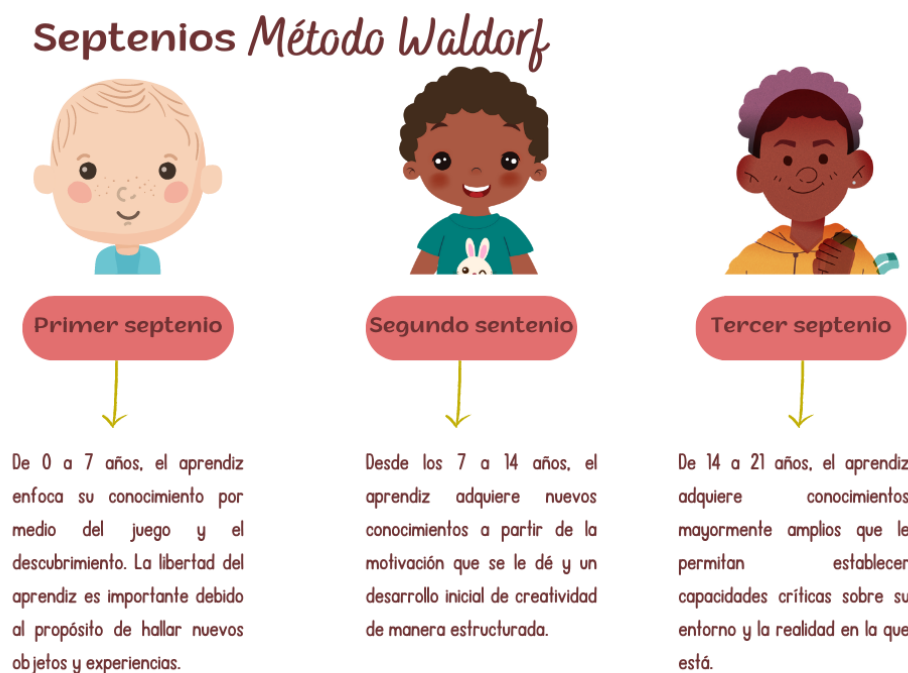 Septenios Método Waldorf
Primer septenio
De 0 a 7 años, el aprendiz
enfoca su conocimiento por
medio del juego y el
descubrimiento. La libertad del
aprendiz es importante debido
al propósito de hallar nuevos
objetos y experiencias.
Segundo sentenio
Desde los 7 a 14 años, el
aprendiz adquiere nuevos
conocimientos a partir de la
motivación que se le dé y un
desarrollo inicial de creatividad
de manera estructurada.
Tercer septenio
De 14 a 21 años, el aprendiz
adquiere conocimientos
mayormente amplios que le
permitan establecer
capacidades críticas sobre su
entorno y la realidad en la que
está.